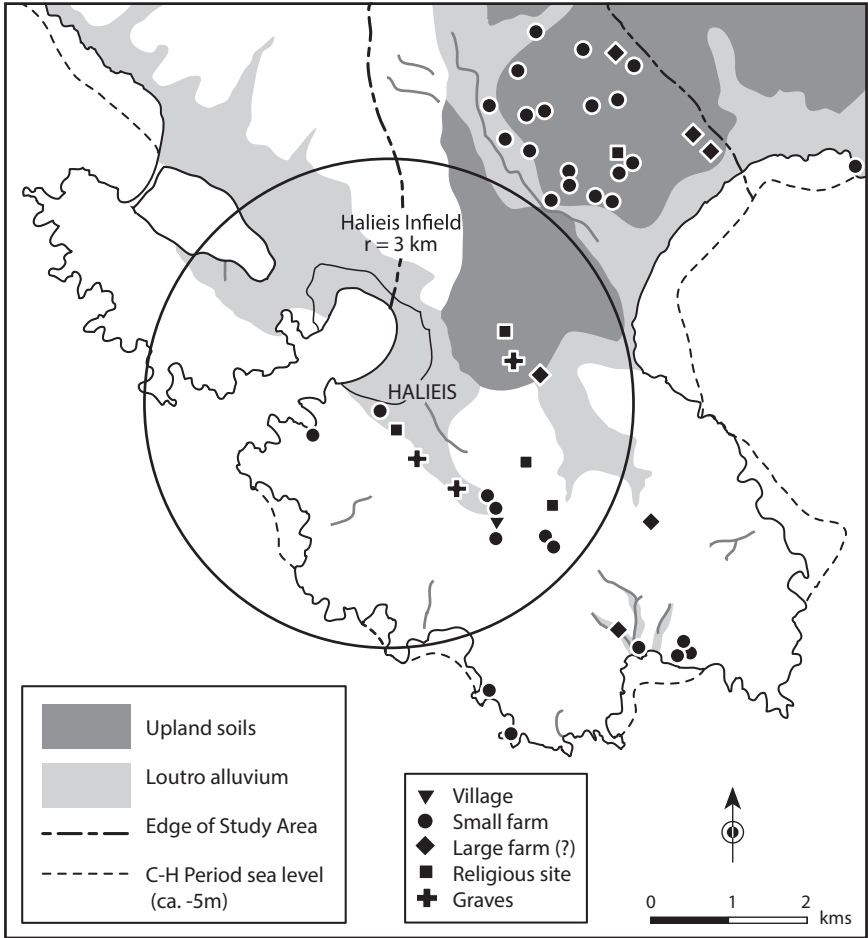 Halieis Infield
r = 3 km
HALIEIS
Upland soils
Loutro alluvium
Edge of Study Area
C-H Period sea level
(ca. -5m)
Village
Small farm
Large farm (?)
Religious site
Graves
0 1 2
kms